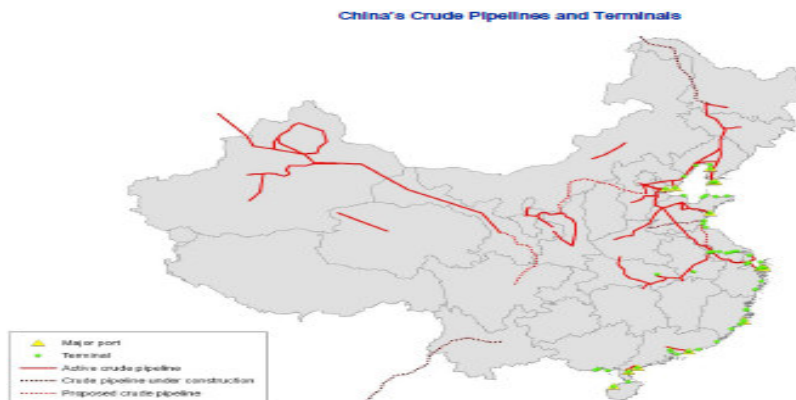 China's Crude Pipelines and Terminals
Major port
Terminal
Active crude pipeline
Crude pipeline under construction
Proposed crude pipeline